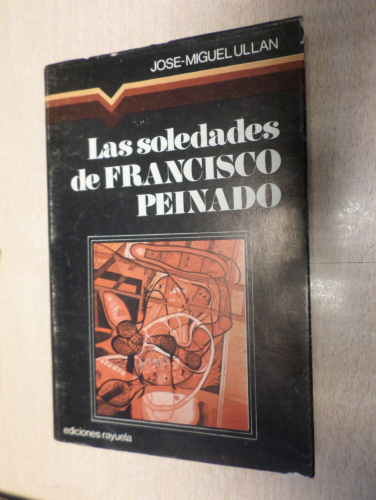 JOSE-MIGUEL ULLAN
Las soledades
de FRANCISCO
PEINADO
ediciones rayuela